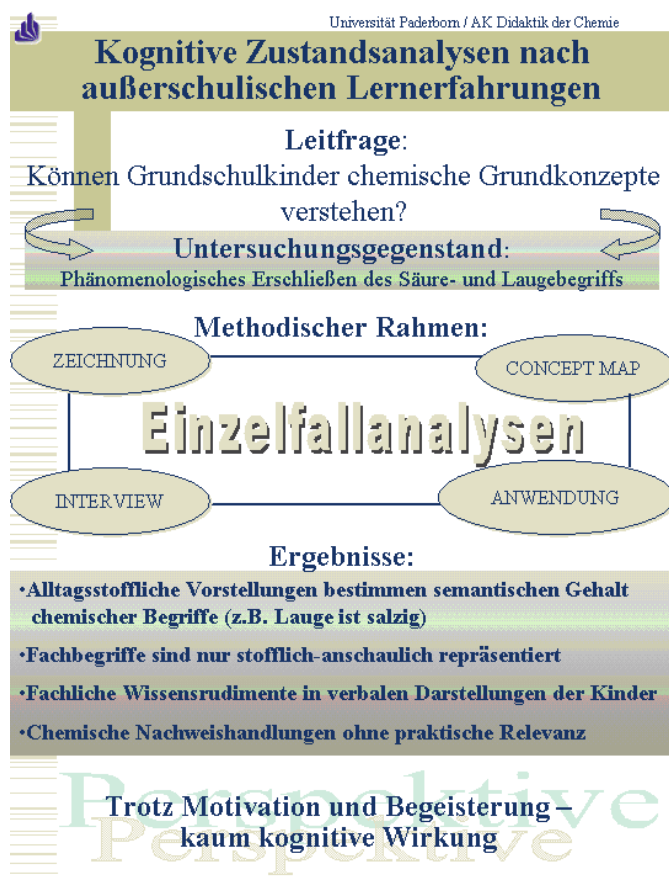 Universität Paderborn / AK Didaktik der Chemie
Kognitive Zustandsanalysen nach
außerschulischen Lernerfahrungen
Leitfrage:
Können Grundschulkinder chemische Grundkonzepte
verstehen?
Untersuchungsgegenstand:
Phänomenologisches Erschließen des Säure- und Laugebegriffs
Methodischer Rahmen:
ZEICHNUNG
CONCEPT MAP
Einzelfallanalysen
INTERVIEW
ANWENDUNG
Ergebnisse:
•Alltagsstoffliche Vorstellungen bestimmen semantischen Gehalt
chemischer Begriffe (z.B. Lauge ist salzig)
•Fachbegriffe sind nur stofflich-anschaulich repräsentiert
•Fachliche Wissensrudimente in verbalen Darstellungen der Kinder
•Chemische Nachweishandlungen ohne praktische Relevanz
Perspektive
Perspektive
Trotz Motivation und Begeisterung –
kaum kognitive Wirkung